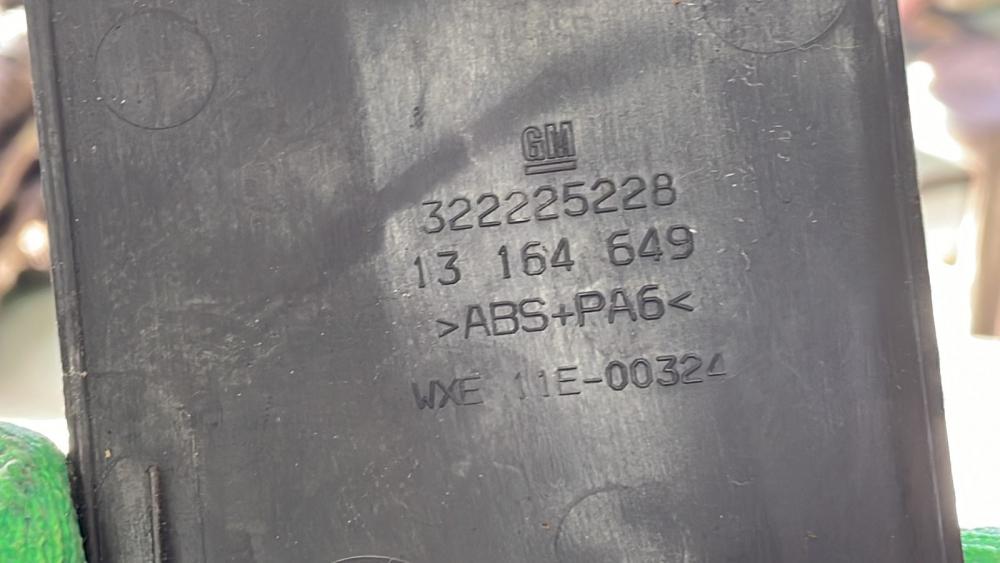 GM
322225228
13 164 649
>ABS+PA6<
WXE 11E-00324